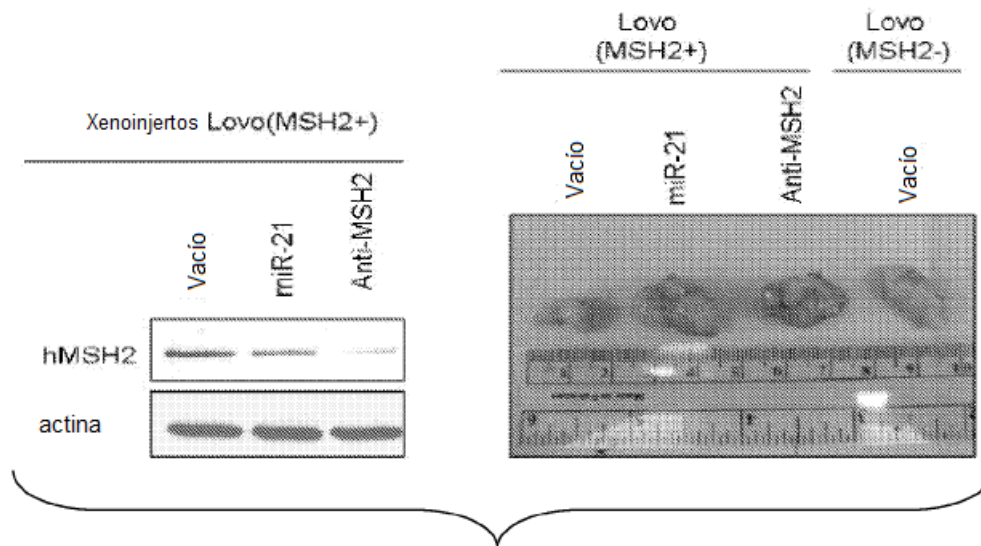 Xenoinjertos Lovo(MSH2+)
Vacío
miR-21
Anti-MSH2
hMSH2
actina
Lovo
(MSH2+)
Lovo
(MSH2-)
Vacío
miR-21
Anti-MSH2
Vacío